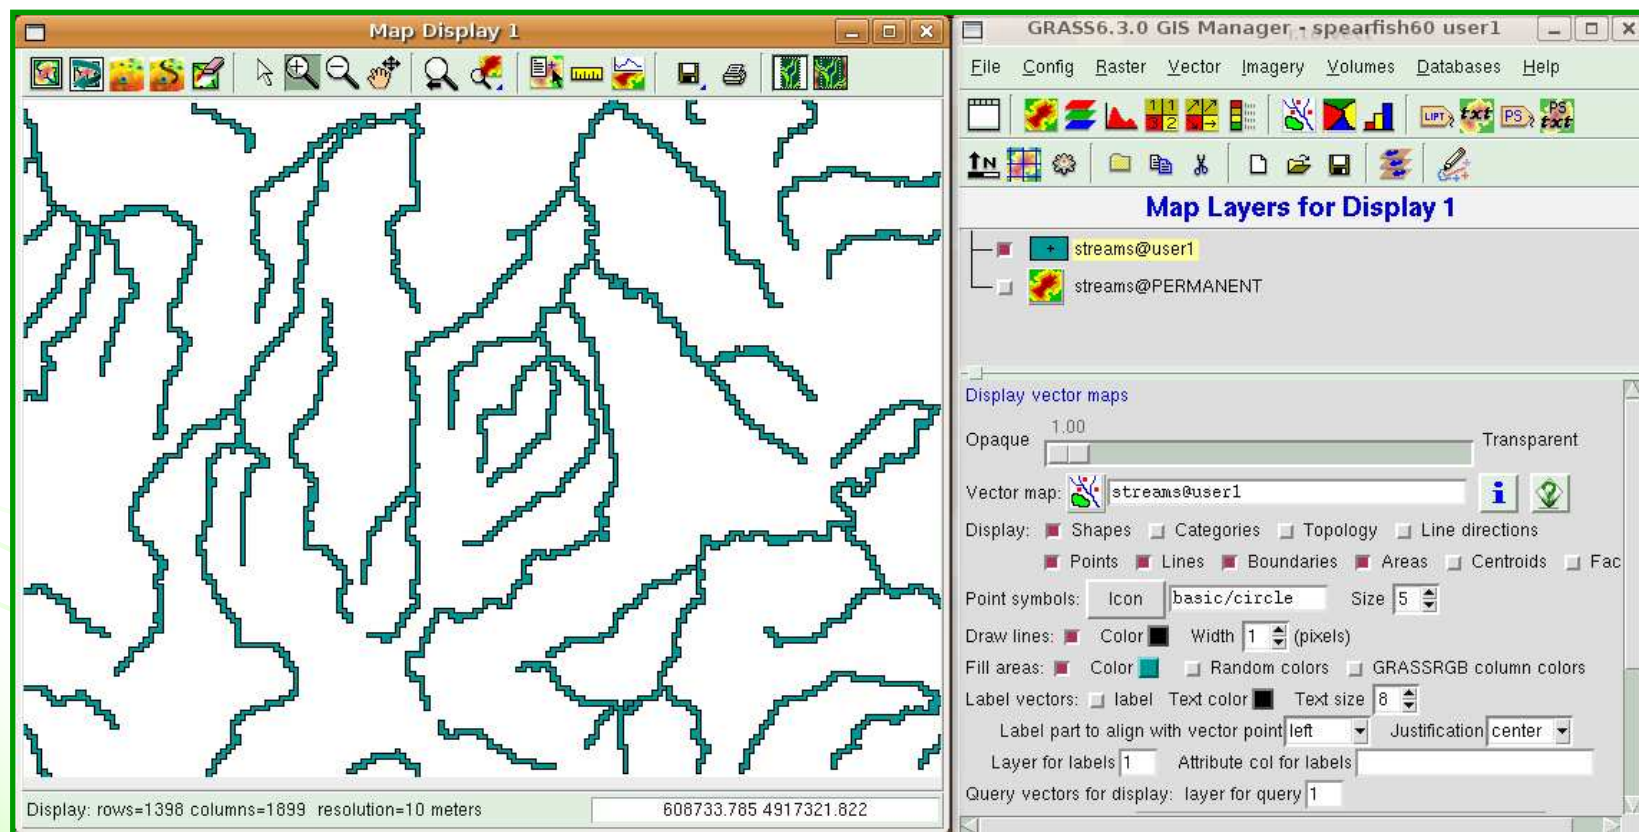 Map Display 1
Display: rows=1398 columns=1899 resolution=10 meters
608733.785 4917321.822
GRASS6.3.0 GIS Manager - spearfish60 user1
File Config Raster Vector Imagery Volumes Databases Help
LIPT txt PS PS txt
N
Map Layers for Display 1
streams@user1
streams@PERMANENT
Display vector maps
1.00
Opaque Transparent
Vector map: streams@user1
Display: Shapes Categories Topology Line directions
Points Lines Boundaries Areas Centroids Fac
Point symbols: Icon basic/circle Size 5
Draw lines: Color Width 1 (pixels)
Fill areas: Color Random colors GRASSRGB column colors
Label vectors: label Text color Text size 8
Label part to align with vector point left Justification center
Layer for labels 1 Attribute col for labels
Query vectors for display: layer for query 1